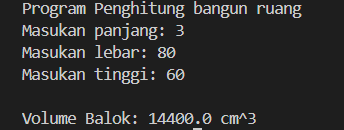 Program Penghitung bangun ruang
Masukan panjang: 3
Masukan lebar: 80
Masukan tinggi: 60
Volume Balok: 14400.0 cm^3